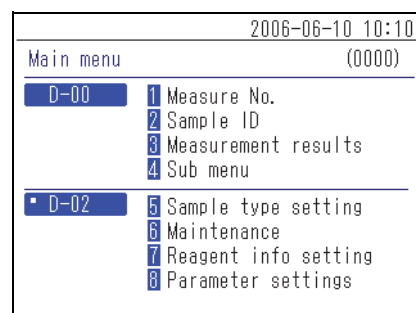 2006-06-10 10:10
Main menu (0000)
D-00 1 Measure No.
2 Sample ID
3 Measurement results
4 Sub menu
▪ D-02 5 Sample type setting
6 Maintenance
7 Reagent info setting
8 Parameter settings